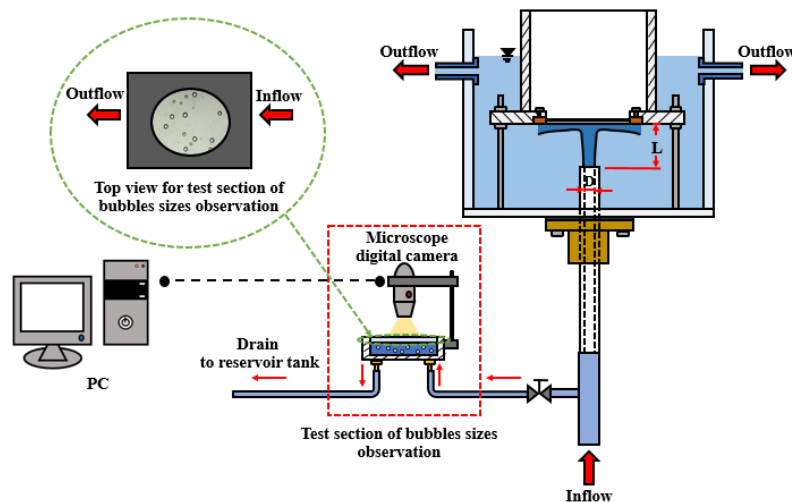 Outflow
Outflow
Outflow
Inflow
Top view for test section of
bubbles sizes observation
L
D
Microscope
digital camera
Drain
to reservoir tank
PC
Test section of bubbles sizes
observation
Inflow